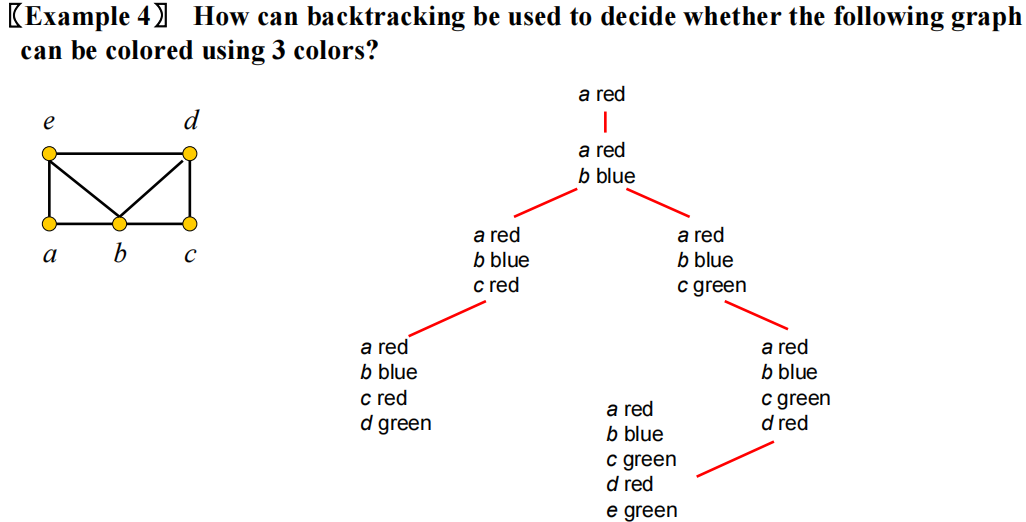 〖Example 4〗 How can backtracking be used to decide whether the following graph
can be colored using 3 colors?
e d
a b c
a red
a red
b blue
a red
b blue
c red
a red
b blue
c green
a red
b blue
c red
d green
a red
b blue
c green
d red
a red
b blue
c green
d red
e green